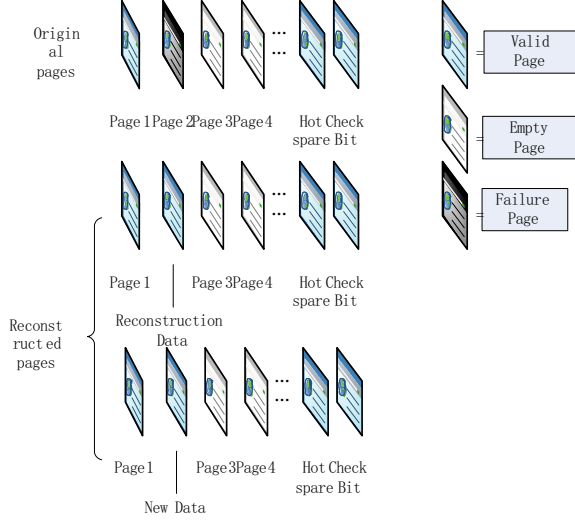 Origin
al
pages
Page 1 Page 2 Page 3 Page 4
Hot Check
spare Bit
Valid
Page
=
Empty
Page
=
Failure
Page
=
Page 1
Page 3 Page 4
Hot Check
spare Bit
Reconstruction
Data
Reconst
ructed
pages
Page 1
Page 3 Page 4
Hot Check
spare Bit
New Data